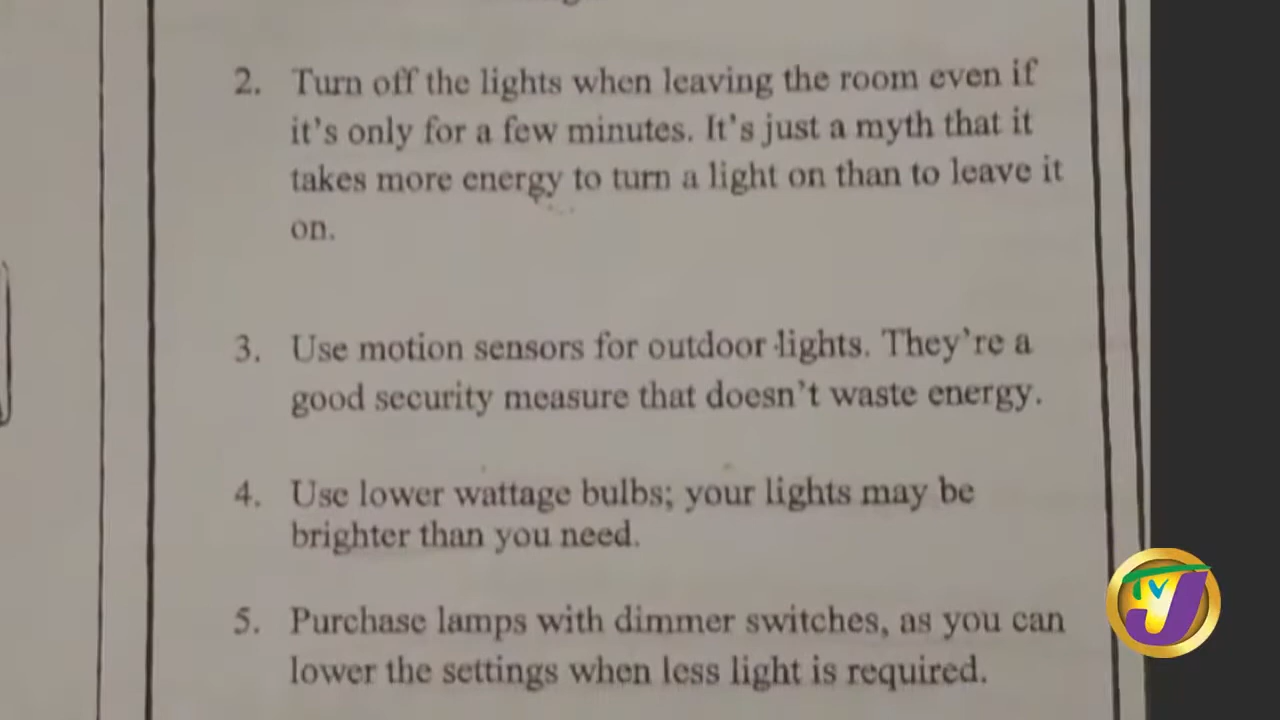 2. Turn off the lights when leaving the room even if
it's only for a few minutes. It's just a myth that it
takes more energy to turn a light on than to leave it
on.
3. Use motion sensors for outdoor lights. They're a
good security measure that doesn't waste energy.
4. Use lower wattage bulbs; your lights may be
brighter than you need.
5. Purchase lamps with dimmer switches, as you can
lower the settings when less light is required.
TVJ